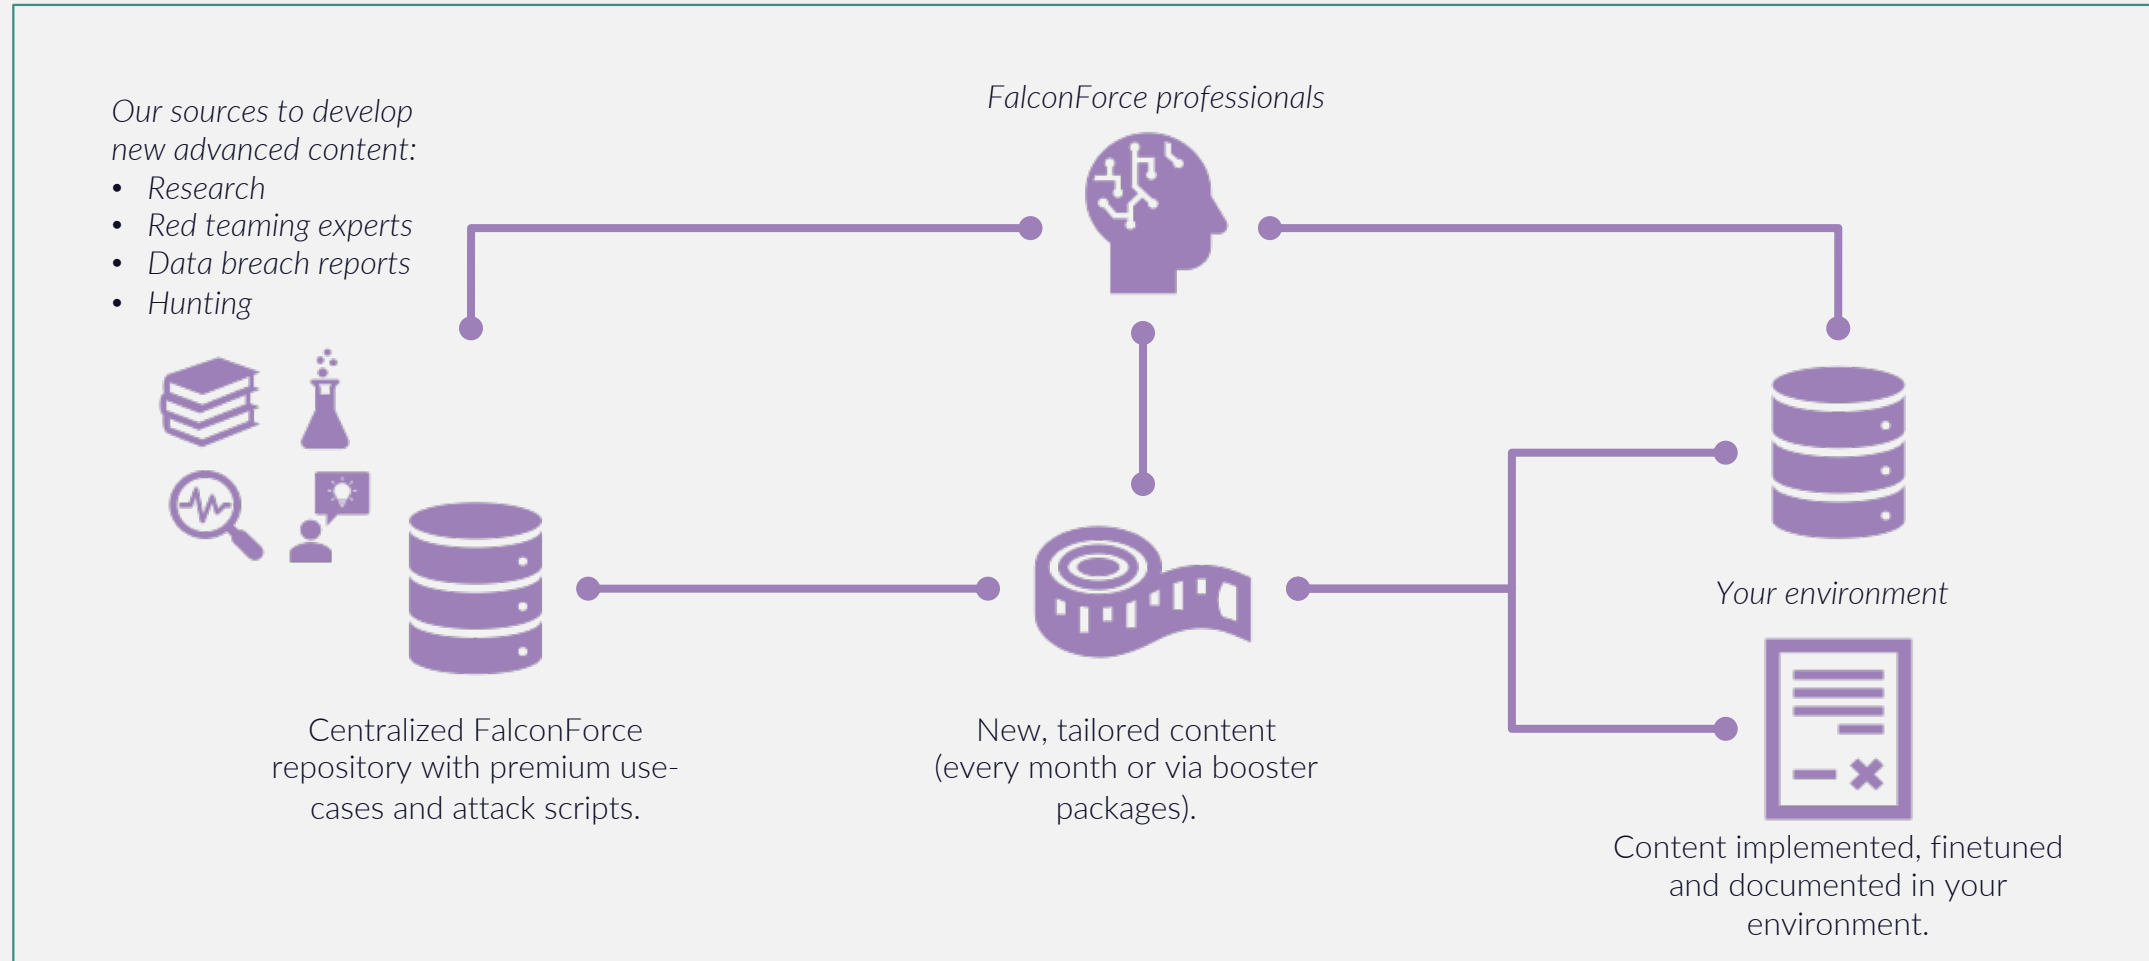 Our sources to develop
new advanced content:
• Research
• Red teaming experts
• Data breach reports
• Hunting
FalconForce professionals
Centralized FalconForce
repository with premium use-
cases and attack scripts.
New, tailored content
(every month or via booster
packages).
Your environment
Content implemented, finetuned
and documented in your
environment.